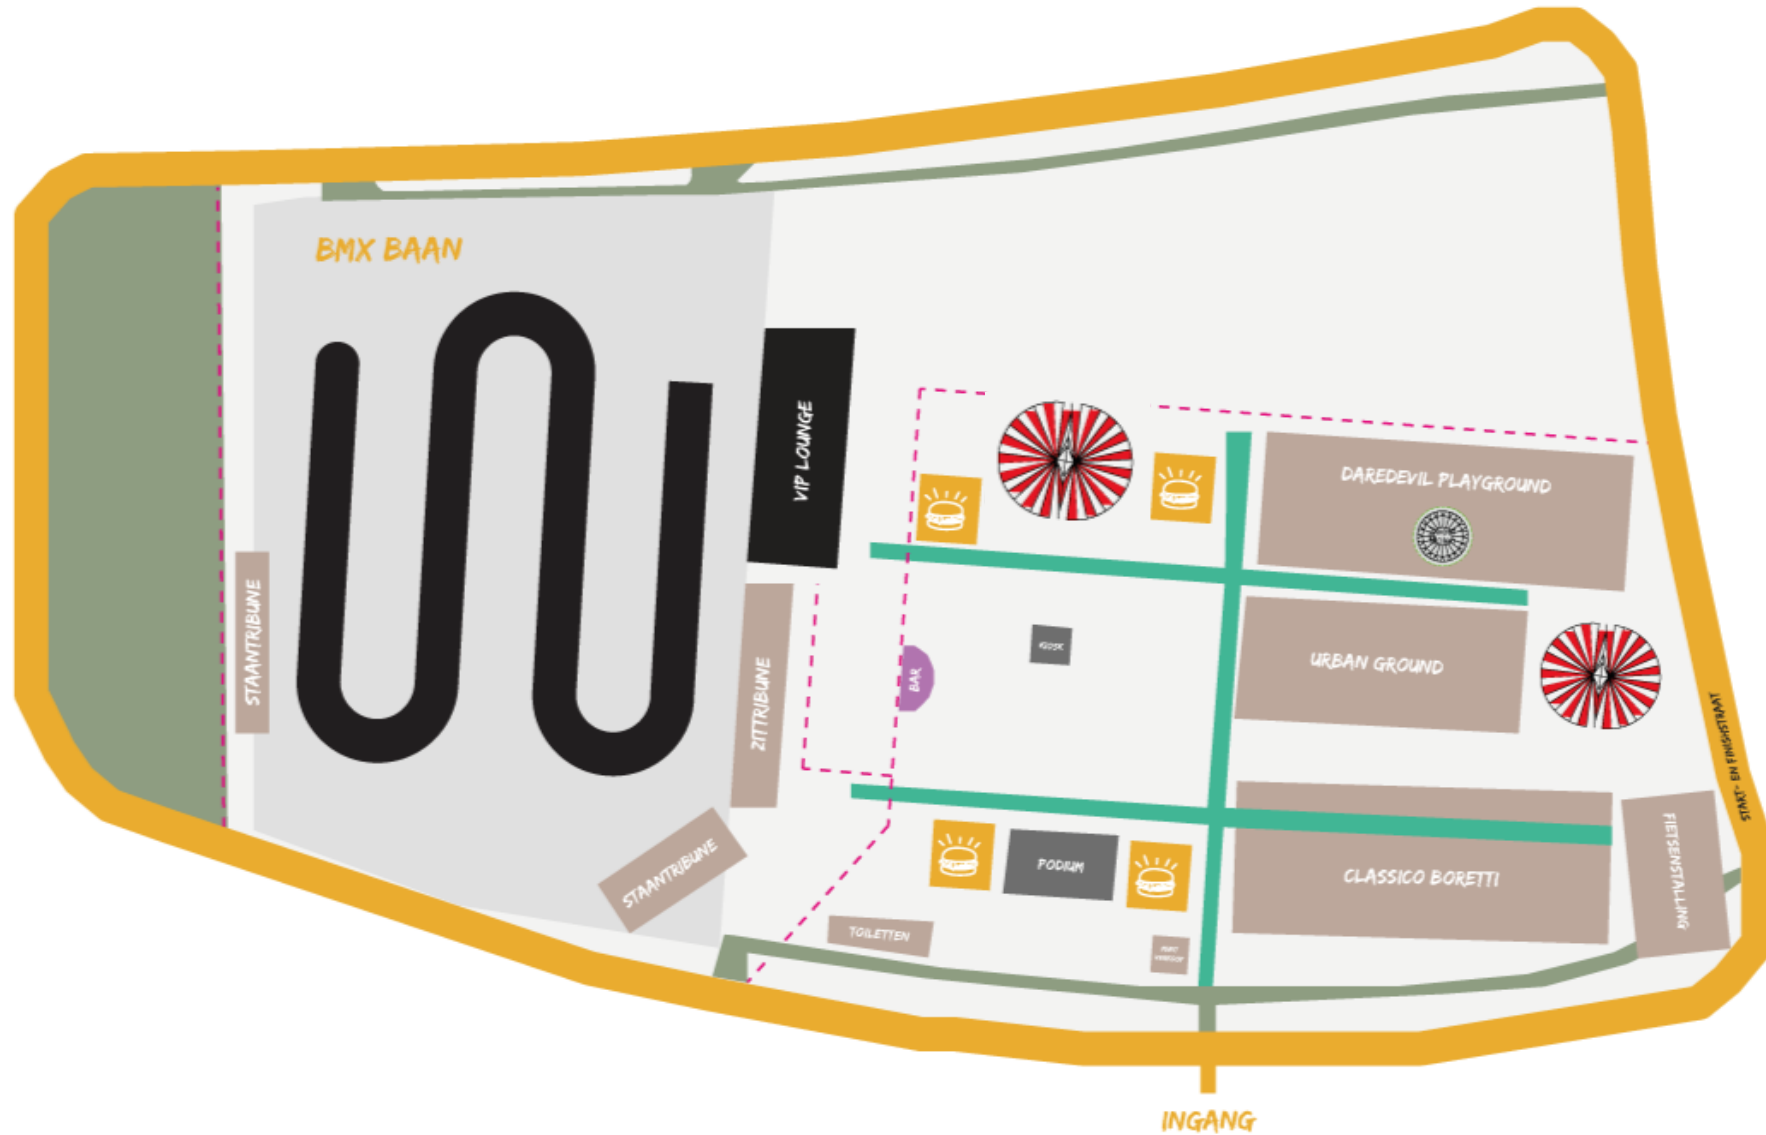 BMX BAAN
VIP LOUNGE
DAREDEVIL PLAYGROUND
STAANTRIBUNE
ZITTRIBUNE
BAR
KIOSK
URBAN GROUND
START- EN FINISHSTRAAT
STAANTRIBUNE
PODIUM
CLASSICO BORETTI
FIETSENSTALLING
TOILETTEN
INGANG